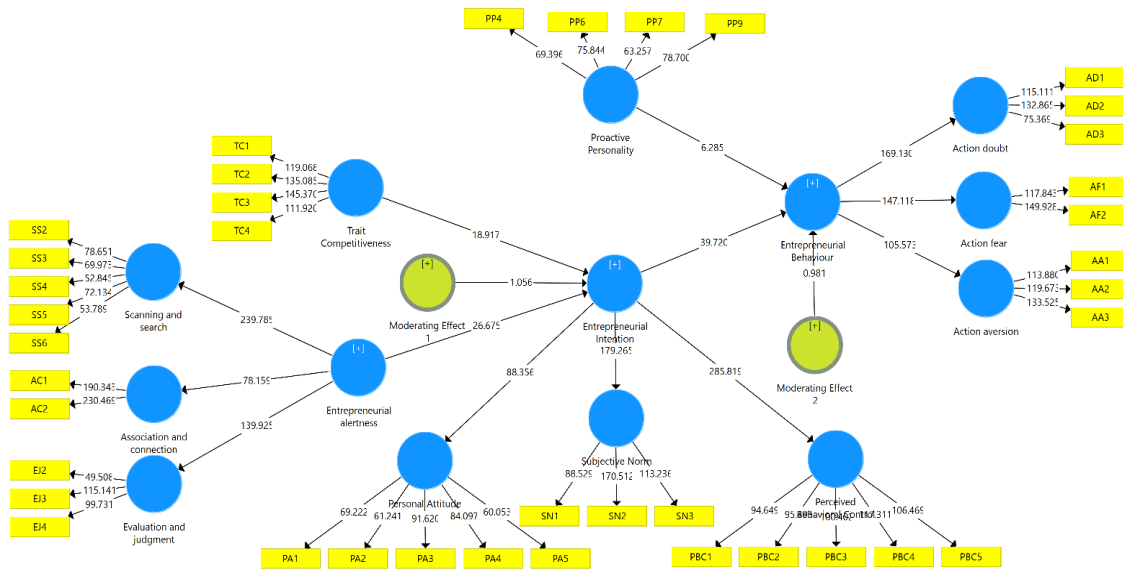 PP4
PP6
PP7
PP9
69.396
75.844
63.257
78.700
Proactive
Personality
6.285
AD1
AD2
AD3
115.111
132.865
75.369
Action doubt
169.130
TC1
TC2
TC3
TC4
119.068
135.085
145.370
111.920
Trait
Competitiveness
18.917
[+]
Entrepreneurial
Behaviour
147.118
AF1
AF2
117.843
149.928
Action fear
105.573
AA1
AA2
AA3
113.880
119.673
133.525
Action aversion
39.720
0.981
[+]
Moderating Effect
2
[+]
Moderating Effect
1
1.056
[+]
Entrepreneurial
Intention
179.265
26.675
SS2
SS3
SS4
SS5
SS6
78.651
69.973
52.849
72.134
53.789
Scanning and
search
239.785
[+]
Entrepreneurial
alertness
78.159
139.925
AC1
AC2
190.343
230.469
Association and
connection
EJ2
EJ3
EJ4
49.508
115.141
99.731
Evaluation and
judgment
88.356
285.819
Personal Attitude
69.222
61.241
91.620
84.097
60.053
PA1
PA2
PA3
PA4
PA5
Subjective Norm
88.529
170.512
113.236
SN1
SN2
SN3
Perceived
Behavioral Control
94.649
106.469
PBC1
PBC2
PBC3
PBC4
PBC5